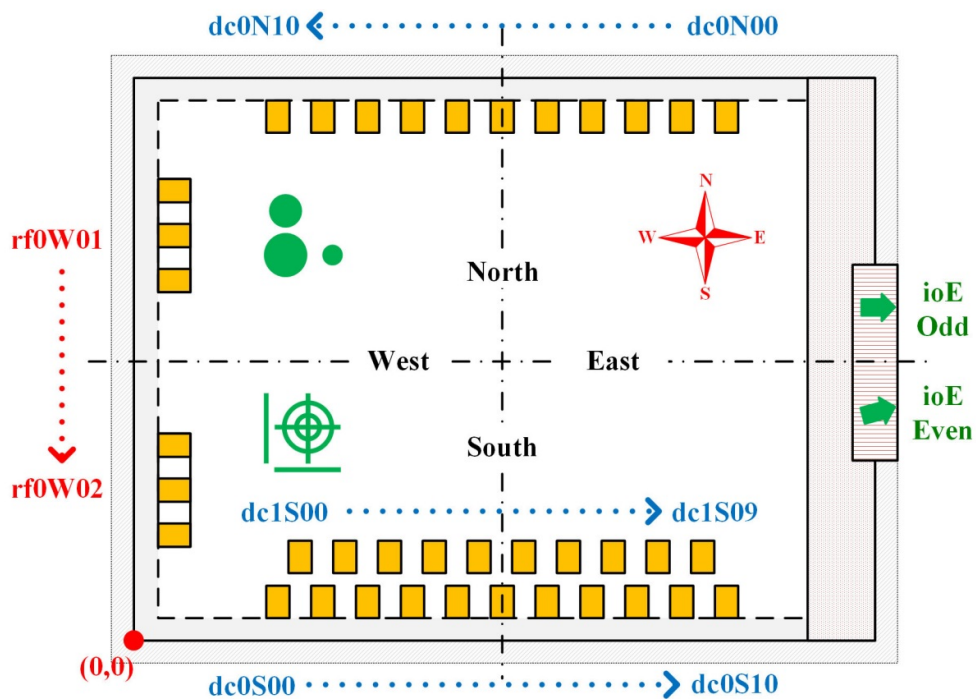 dc0N10 dc0N00
N
W E
S
rf0W01
North
ioE
Odd
West East
ioE
Even
South
rf0W02
dc1S00 dc1S09
(0,0)
dc0S00 dc0S10